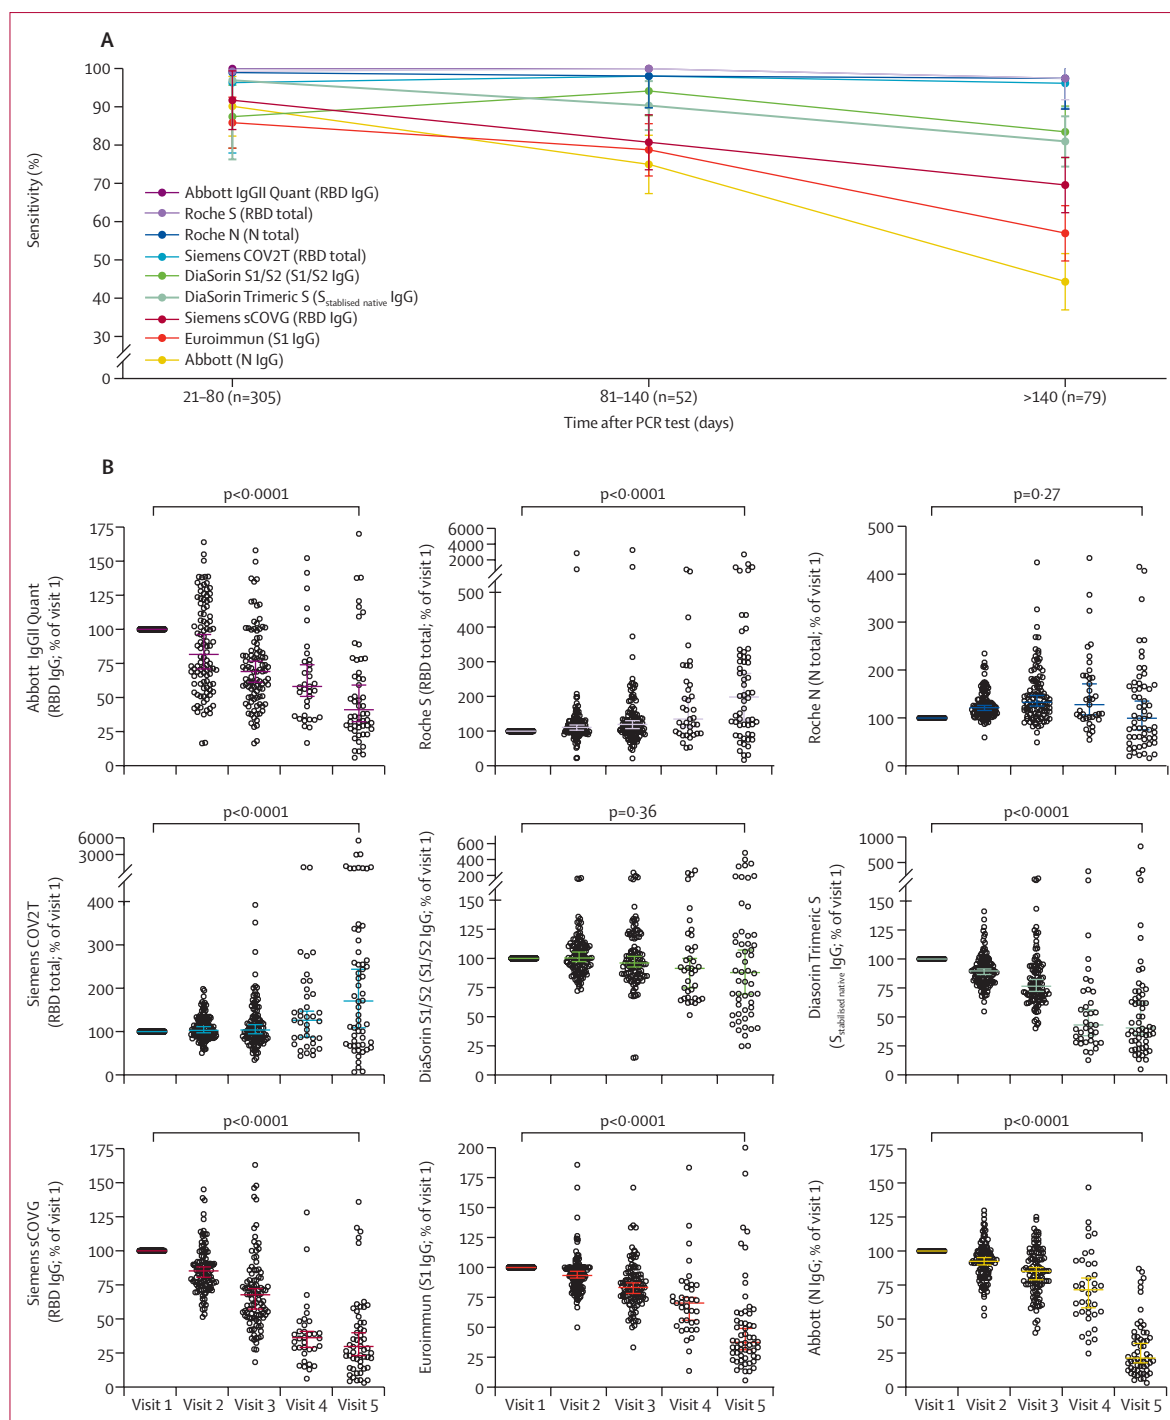 A
100
90
80
70
60
50
40
30
0
Sensitivity (%)
Abbott IgGII Quant (RBD IgG)
Roche S (RBD total)
Roche N (N total)
Siemens COV2T (RBD total)
DiaSorin S1/S2 (S1/S2 IgG)
DiaSorin Trimeric S (Sstablised native IgG)
Siemens sCOVG (RBD IgG)
Euroimmun (S1 IgG)
Abbott (N IgG)
21–80 (n=305)
81–140 (n=52)
>140 (n=79)
Time after PCR test (days)
B
p<0·0001
Abbott IgGII Quant
(RBD IgG; % of visit 1)
175
150
125
100
75
50
25
0
p<0·0001
Roche S (RBD total; % of visit 1)
6000
4000
2000
500
400
300
200
100
0
p=0·27
Roche N (N total; % of visit 1)
500
400
300
200
100
0
p<0·0001
Siemens COV2T
(RBD total; % of visit 1)
6000
3000
400
300
200
100
0
p=0·36
DiaSorin S1/S2 (S1/S2 IgG; % of visit 1)
600
400
200
150
125
100
75
50
25
0
p<0·0001
Diasorin Trimeric S
(Sstabilised native IgG; % of visit 1)
1000
500
150
125
100
75
50
25
0
p<0·0001
Siemens sCOVG
(RBD IgG; % of visit 1)
175
150
125
100
75
50
25
0
Visit 1 Visit 2 Visit 3 Visit 4 Visit 5
p<0·0001
Euroimmun (S1 IgG; % of visit 1)
200
175
150
125
100
75
50
25
0
Visit 1 Visit 2 Visit 3 Visit 4 Visit 5
p<0·0001
Abbott (N IgG; % of visit 1)
175
150
125
100
75
50
25
0
Visit 1 Visit 2 Visit 3 Visit 4 Visit 5